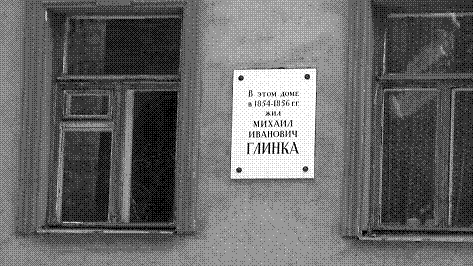 В ЭТОМ ДОМЕ
в 1854-1856 гг.
ЖИЛ
МИХАИЛ
ИВАНОВИЧ
ГЛИНКА